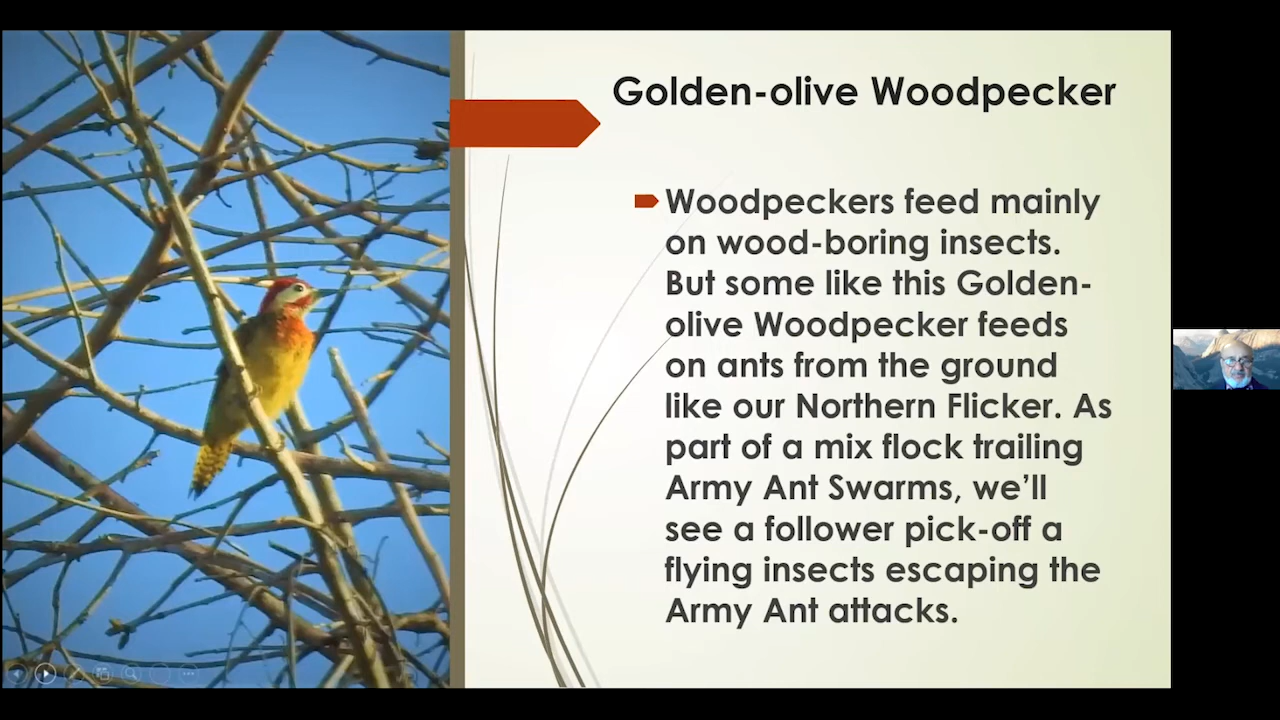 Golden-olive Woodpecker
Woodpeckers feed mainly
on wood-boring insects.
But some like this Golden-
olive Woodpecker feeds
on ants from the ground
like our Northern Flicker. As
part of a mix flock trailing
Army Ant Swarms, we’ll
see a follower pick-off a
flying insects escaping the
Army Ant attacks.